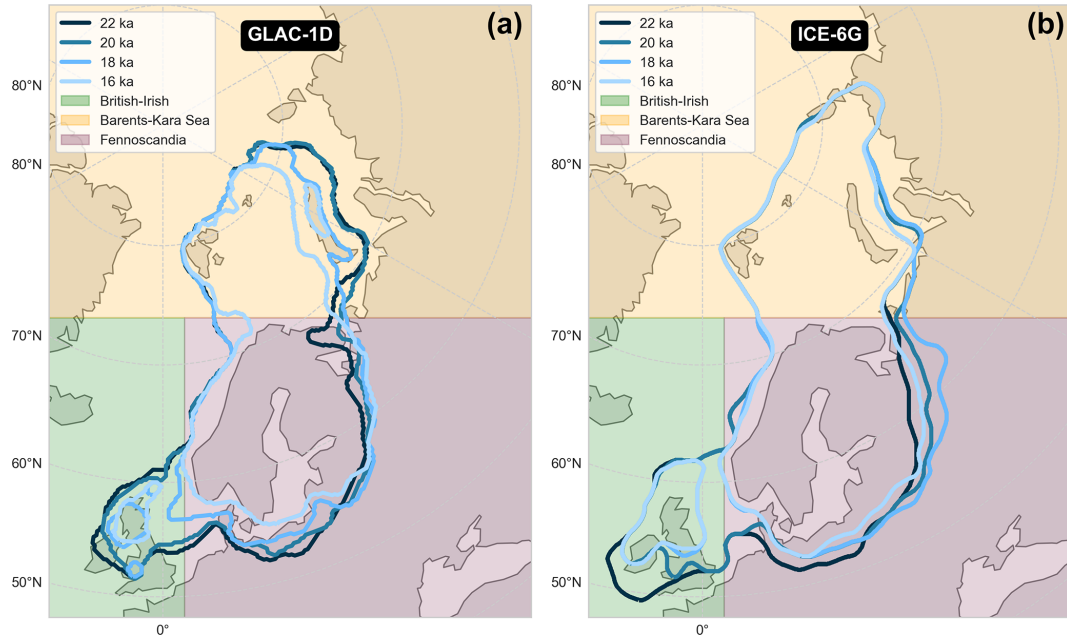 22 ka
20 ka
18 ka
16 ka
British-Irish
Barents-Kara Sea
Fennoscandia
GLAC-1D
(a)
80°N
80°N
70°N
60°N
50°N
0°
22 ka
20 ka
18 ka
16 ka
British-Irish
Barents-Kara Sea
Fennoscandia
ICE-6G
(b)
80°N
80°N
70°N
60°N
50°N
0°